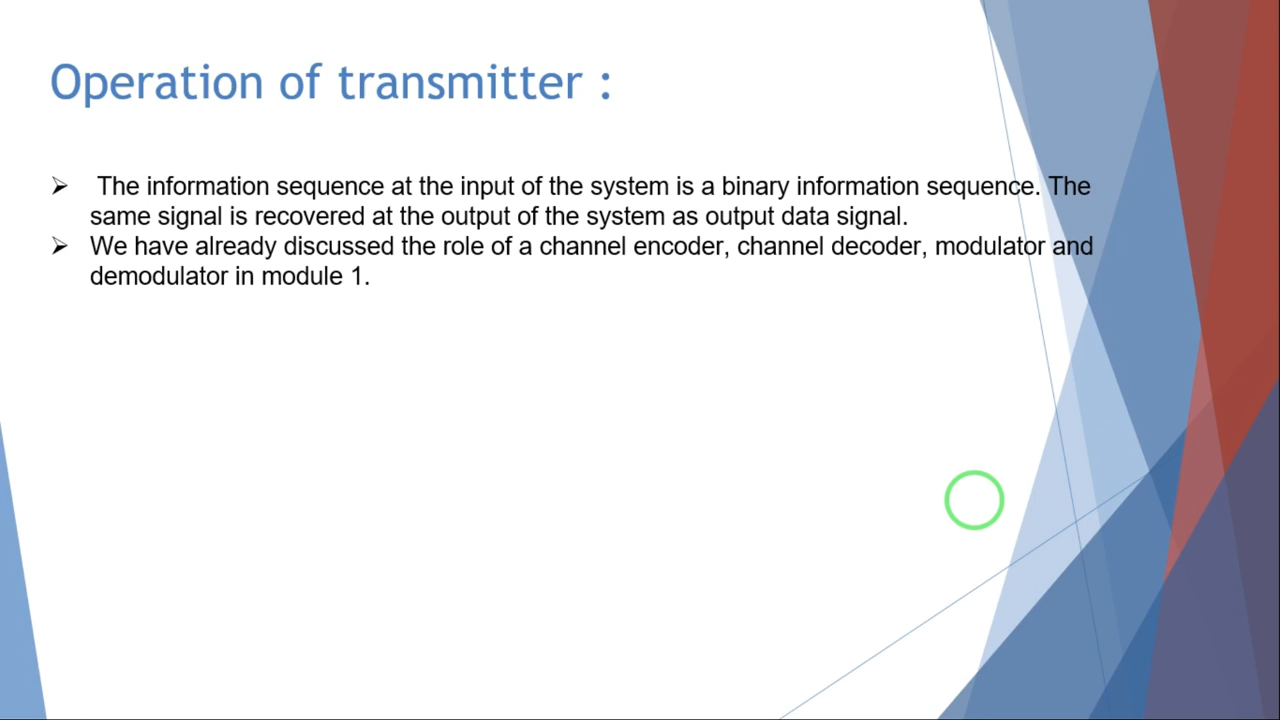 Operation of transmitter :
➢ The information sequence at the input of the system is a binary information sequence. The
same signal is recovered at the output of the system as output data signal.
➢ We have already discussed the role of a channel encoder, channel decoder, modulator and
demodulator in module 1.